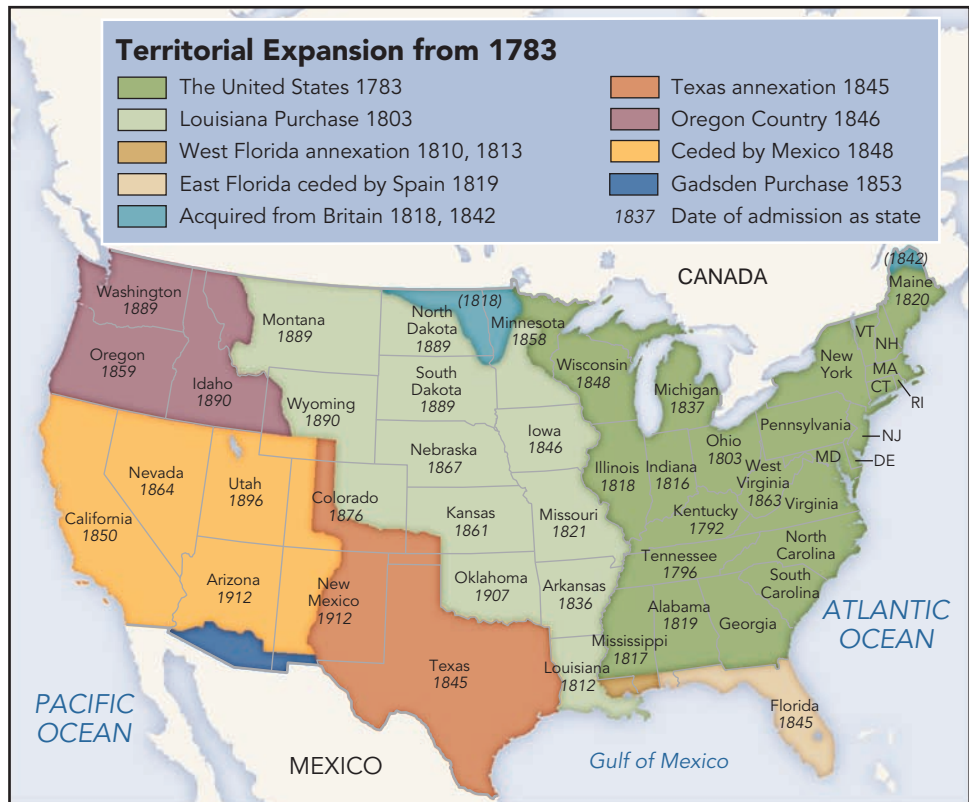 Territorial Expansion from 1783
The United States 1783
Louisiana Purchase 1803
West Florida annexation 1810, 1813
East Florida ceded by Spain 1819
Acquired from Britain 1818, 1842
Texas annexation 1845
Oregon Country 1846
Ceded by Mexico 1848
Gadsden Purchase 1853
1837 Date of admission as state
CANADA
(1842)
Maine
1820
Washington
1889
Montana
1889
North
Dakota
1889
(1818)
Minnesota
1858
VT
NH
Oregon
1859
Idaho
1890
Wisconsin
1848
Michigan
1837
New
York
MA
CT
RI
South
Dakota
1889
Wyoming
1890
Iowa
1846
Pennsylvania
NJ
Nebraska
1867
Ohio
1803
MD
DE
Nevada
1864
Utah
1896
Colorado
1876
Illinois
1818
Indiana
1816
West
Virginia
1863
Virginia
California
1850
Kansas
1861
Missouri
1821
Kentucky
1792
North
Carolina
Arizona
1912
New
Mexico
1912
Oklahoma
1907
Arkansas
1836
Tennessee
1796
South
Carolina
Alabama
1819
Georgia
ATLANTIC
OCEAN
Mississippi
1817
Texas
1845
Louisiana
1812
Florida
1845
PACIFIC
OCEAN
MEXICO
Gulf of Mexico